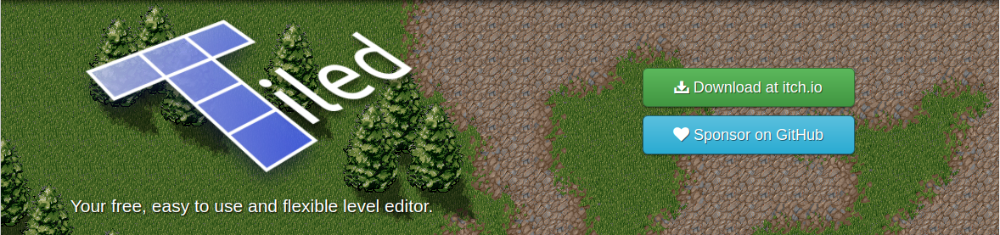 Tiled
Your free, easy to use and flexible level editor.
Download at itch.io
Sponsor on GitHub